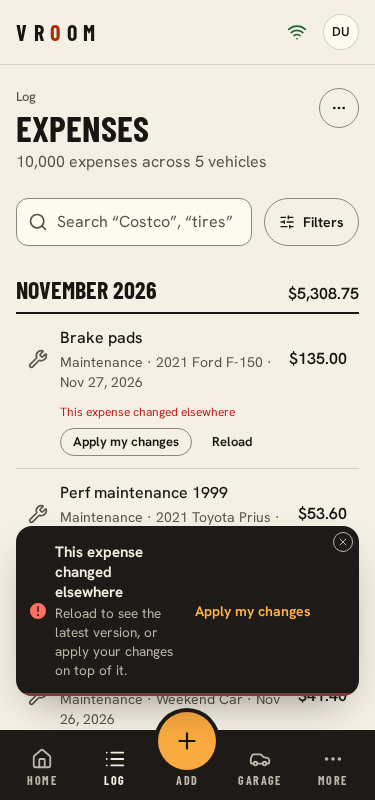 VROOM
DU
Log
EXPENSES
10,000 expenses across 5 vehicles
Search “Costco”, “tires”
Filters
NOVEMBER 2026
$5,308.75
Brake pads
Maintenance · 2021 Ford F-150 ·
Nov 27, 2026
$135.00
This expense changed elsewhere
Apply my changes
Reload
Perf maintenance 1999
Maintenance · 2021 Toyota Prius ·
$53.60
This expense
changed
elsewhere
Reload to see the
latest version, or
apply your changes
on top of it.
Apply my changes
Maintenance · Weekend Car · Nov
26, 2026
$41.40
HOME
LOG
ADD
GARAGE
MORE